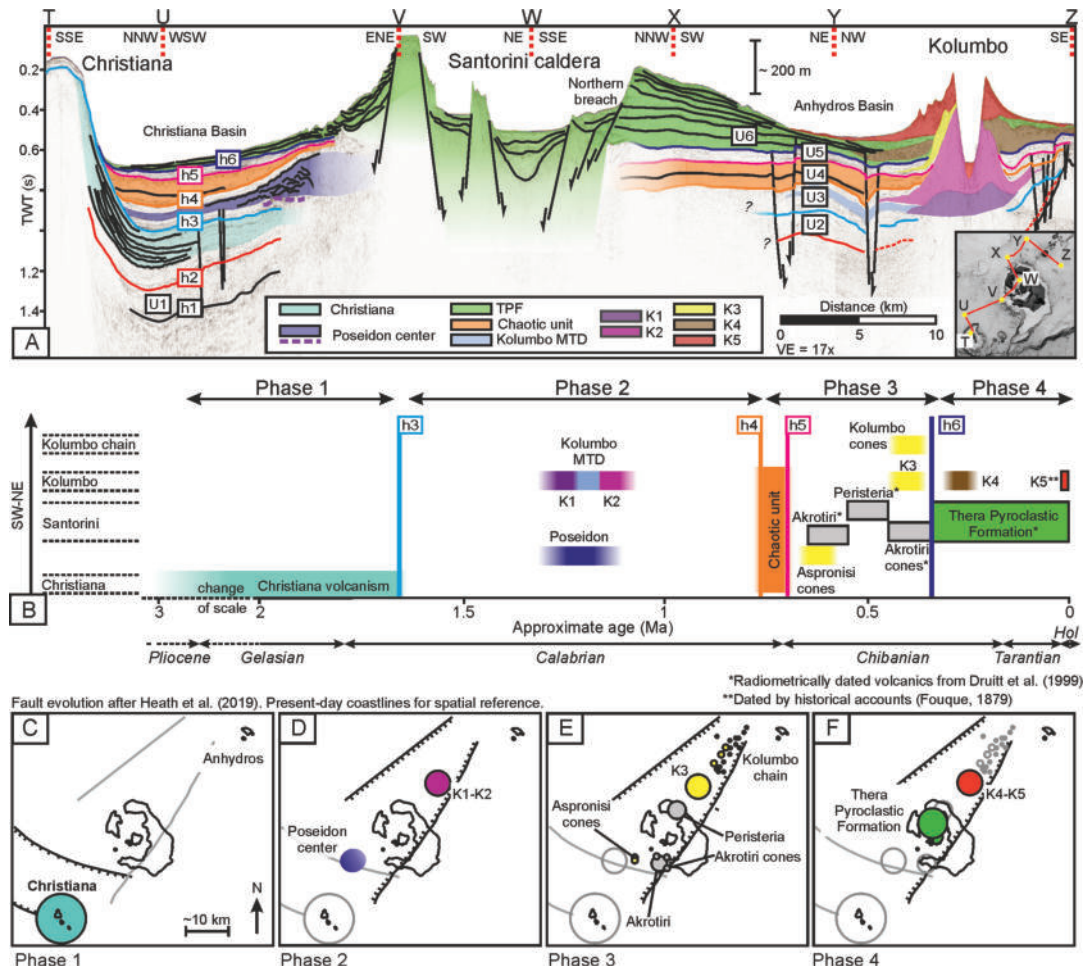 T U V W X Y Z
SSE NNW WSW ENE SW NE SSE NNW SW NE NW SE
Christiana Santorini caldera Kolumbo
~ 200 m
Northern breach
Christiana Basin
Anhydros Basin
0.2
0.4
0.6
0.8
1.0
1.2
1.4
TWT (s)
h6
h5
h4
h3
h2
U1 h1
U6
U5
U4
U3
U2
?
?
Christiana
Poseidon center
TPF
Chaotic unit
Kolumbo MTD
K1
K2
K3
K4
K5
Distance (km)
0 5 10
VE = 17x
Y
X
Z
W
V
U
T
A
Phase 1 Phase 2 Phase 3 Phase 4
SW-NE
Kolumbo chain
Kolumbo
Santorini
Christiana
h3
h4
h5
h6
Kolumbo
MTD
K1 K2
Poseidon
Chaotic unit
Kolumbo
cones
K3
Peristeria*
Akrotiri*
Akrotiri
cones*
Aspronisi
cones
K4
K5**
Thera Pyroclastic
Formation*
change
of scale
Christiana volcanism
B
3 2 1.5 1 0.5 0
Approximate age (Ma)
Hol
Pliocene Gelasian Calabrian Chibanian Tarantian
*Radiometrically dated volcanics from Druitt et al. (1999)
Fault evolution after Heath et al. (2019). Present-day coastlines for spatial reference.
**Dated by historical accounts (Fouque, 1879)
C
Anhydros
Christiana
~10 km
N
Phase 1
D
K1-K2
Poseidon
center
Phase 2
E
K3
Kolumbo
chain
Aspronisi
cones
Peristeria
Akrotiri cones
Akrotiri
Phase 3
F
K4-K5
Thera
Pyroclastic
Formation
Phase 4